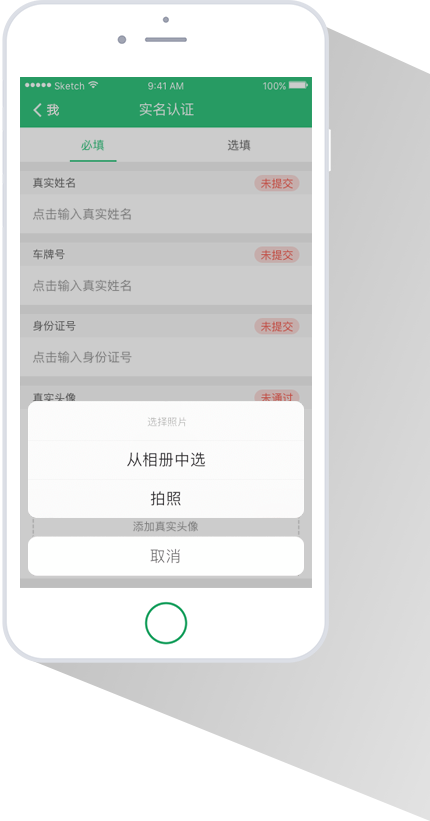 Sketch 9:41 AM 100%
我 实名认证
必填 选填
真实姓名 未提交
点击输入真实姓名
车牌号 未提交
点击输入真实姓名
身份证号 未提交
点击输入身份证号
真实头像 未通过
选择照片
从相册中选
拍照
添加真实头像
取消